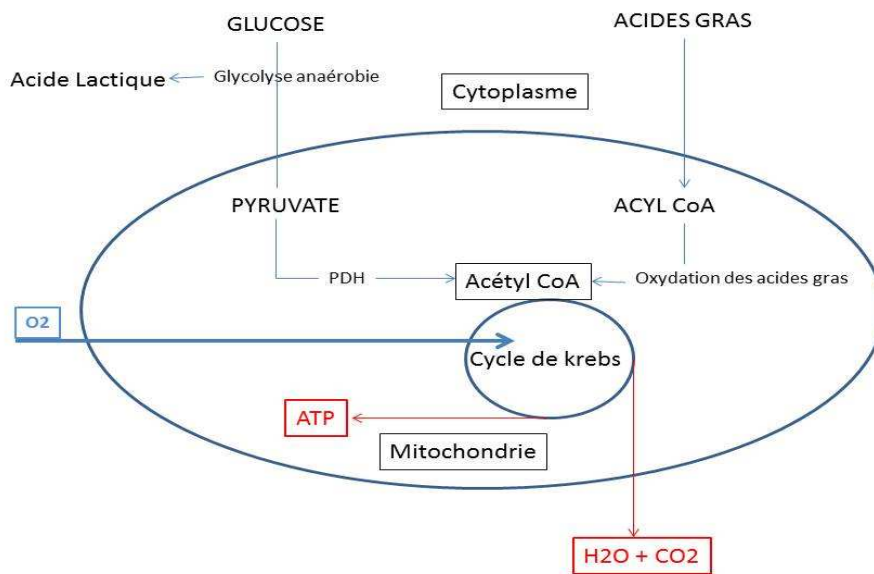 GLUCOSE
ACIDES GRAS
Acide Lactique
Glycolyse anaérobie
Cytoplasme
PYRUVATE
ACYL CoA
PDH
Acétyl CoA
Oxydation des acides gras
O2
Cycle de krebs
ATP
Mitochondrie
H2O + CO2